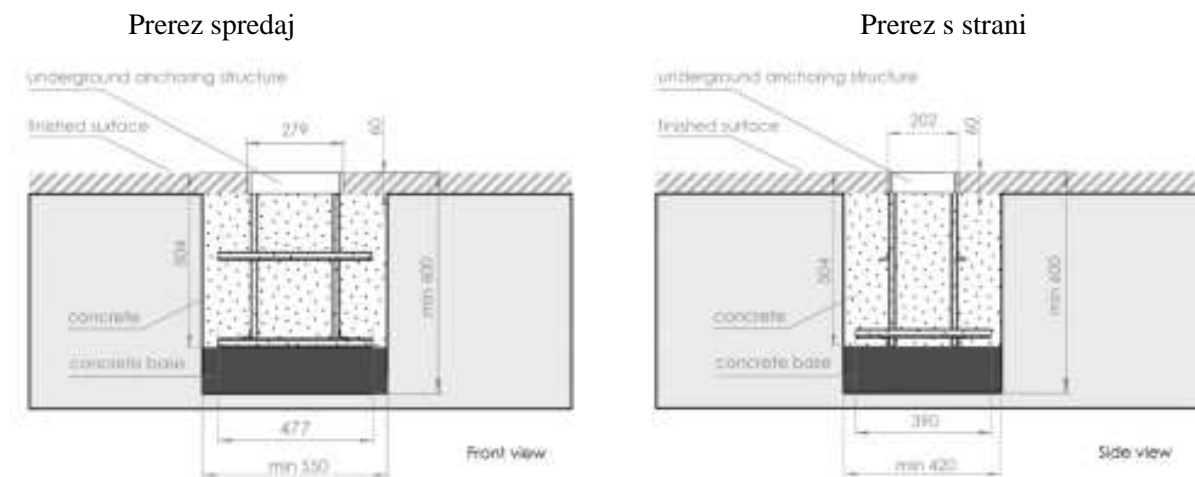 Prerez spredaj
underground anchoring structure
finished surface
279
60
504
min 600
concrete
concrete base
477
min 550
Front view
Prerez s strani
underground anchoring structure
finished surface
202
60
504
min 600
concrete
concrete base
390
min 420
Side view